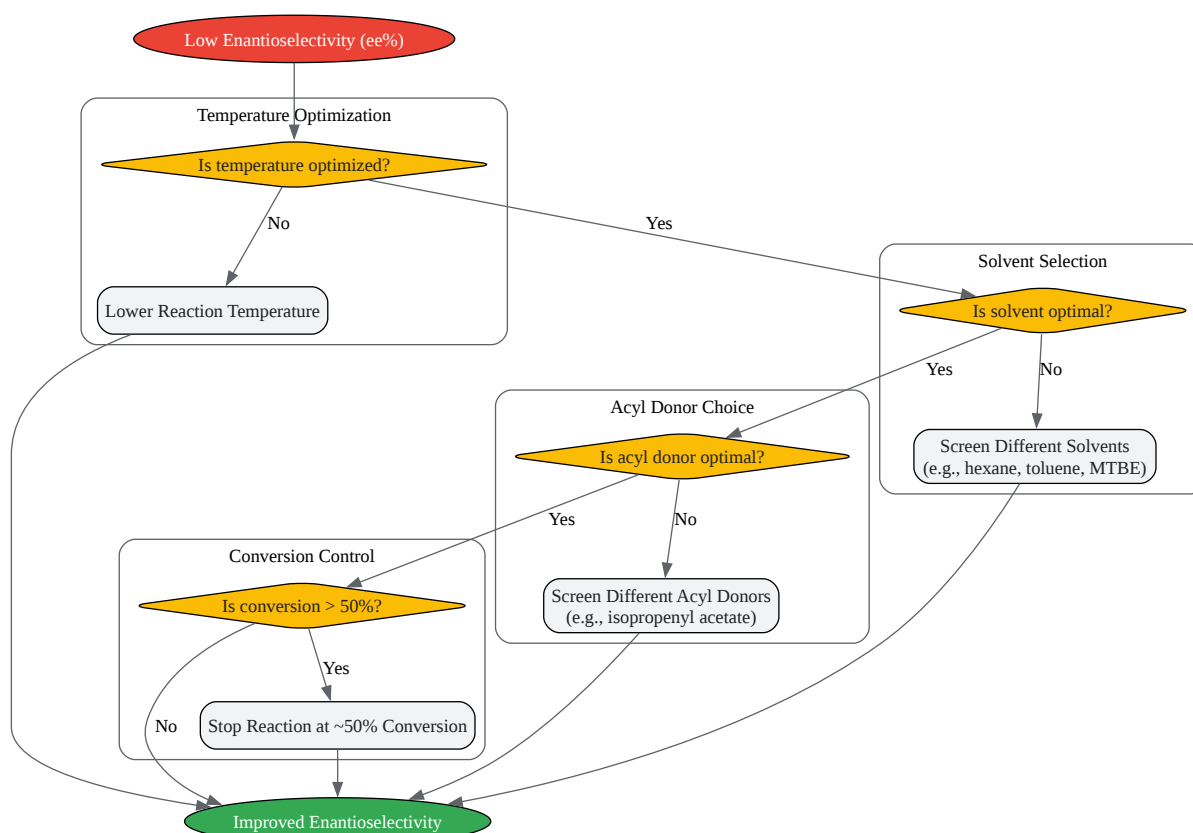 Low Enantioselectivity (ee%)
Temperature Optimization
Is temperature optimized?
No
Yes
Lower Reaction Temperature
Solvent Selection
Is solvent optimal?
Yes
No
Screen Different Solvents
(e.g., hexane, toluene, MTBE)
Acyl Donor Choice
Is acyl donor optimal?
Yes
No
Screen Different Acyl Donors
(e.g., isopropenyl acetate)
Conversion Control
Is conversion > 50%?
Yes
No
Stop Reaction at ~50% Conversion
Improved Enantioselectivity